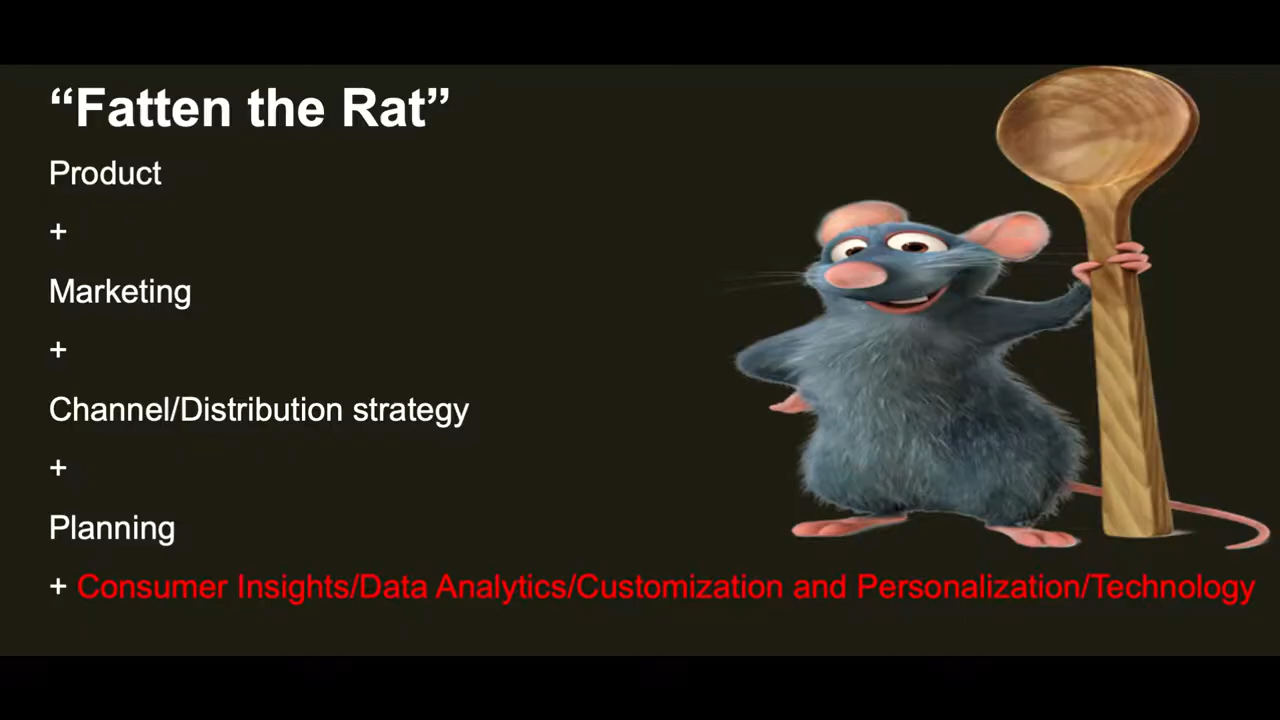 “Fatten the Rat”
Product
+
Marketing
+
Channel/Distribution strategy
+
Planning
+ Consumer Insights/Data Analytics/Customization and Personalization/Technology